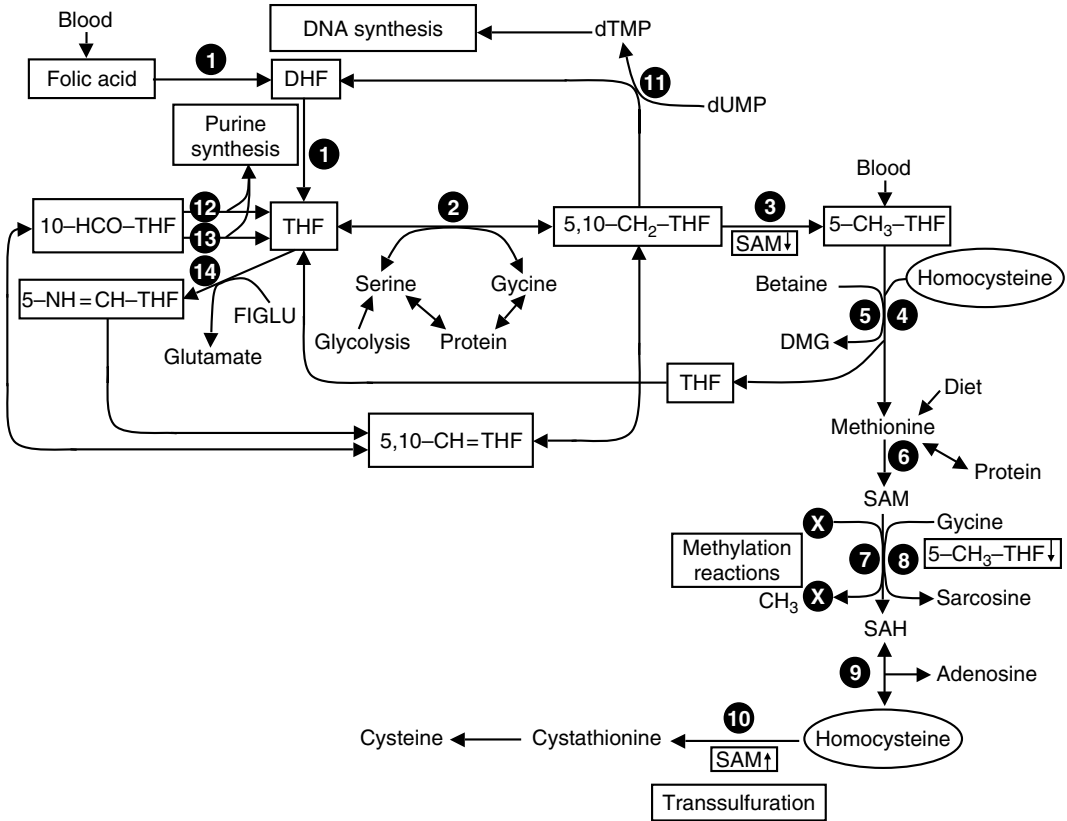 Blood
DNA synthesis
dTMP
1
Folic acid
DHF
11
dUMP
Purine
synthesis
1
Blood
12
10–HCO–THF
13
THF
2
5,10–CH₂–THF
3
SAM↓
5–CH₃–THF
14
5–NH=CH–THF
FIGLU
Glutamate
Serine
Gycine
Glycolysis
Protein
Betaine
Homocysteine
5
4
DMG
THF
Diet
5,10–CH=THF
Methionine
6
Protein
SAM
X
Gycine
Methylation
reactions
7
8
5–CH₃–THF↓
CH₃
X
Sarcosine
SAH
9
Adenosine
10
Cysteine
Cystathionine
Homocysteine
SAM↑
Transsulfuration